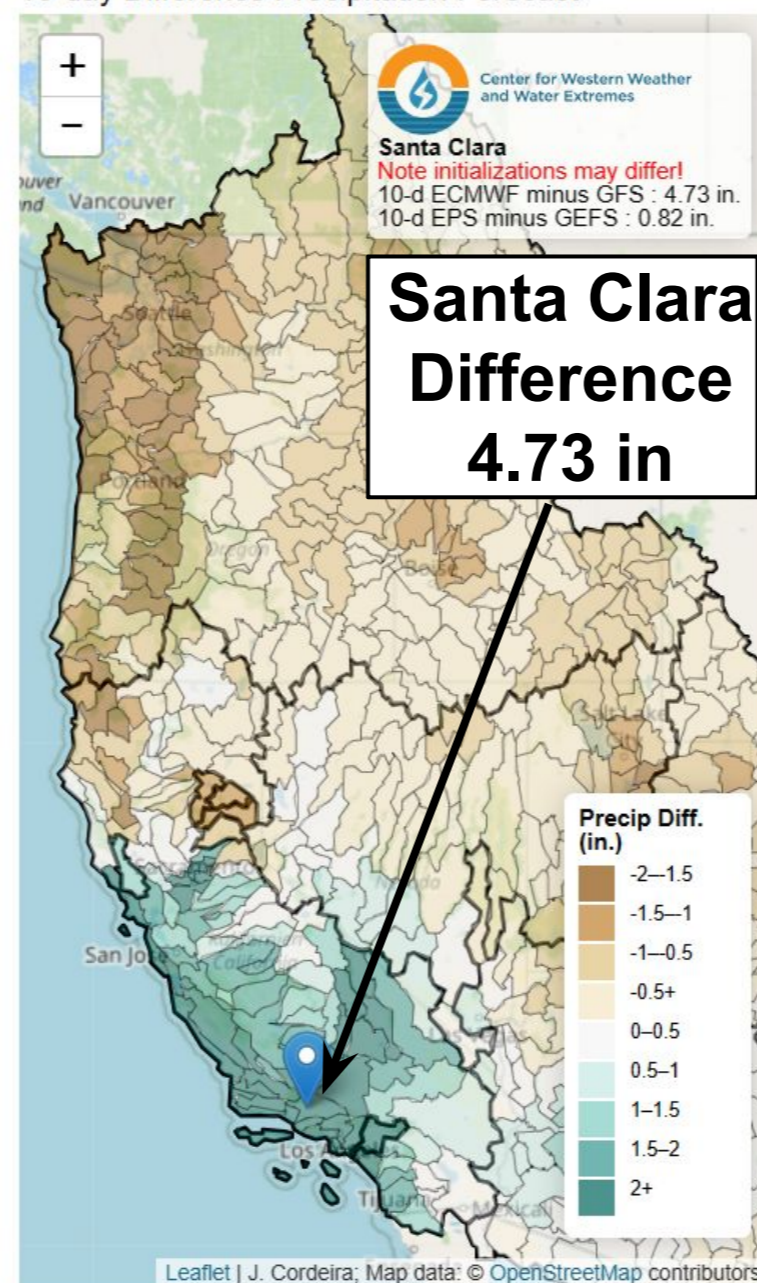 +
−
Center for Western Weather
and Water Extremes
Santa Clara
Note initializations may differ!
10-d ECMWF minus GFS : 4.73 in.
10-d EPS minus GEFS : 0.82 in.
Vancouver
Santa Clara
Difference
4.73 in
Seattle
Washington
Portland
Oregon
Boise
Salt Lake
City
Precip Diff.
(in.)
-2—-1.5
-1.5—-1
-1—-0.5
-0.5+
0–0.5
0.5–1
1–1.5
1.5–2
2+
Sacramento
Nevada
San Jose
California
Las Vegas
Los Angeles
Tijuana
Mexicali
Leaflet | J. Cordeira; Map data: © OpenStreetMap contributors